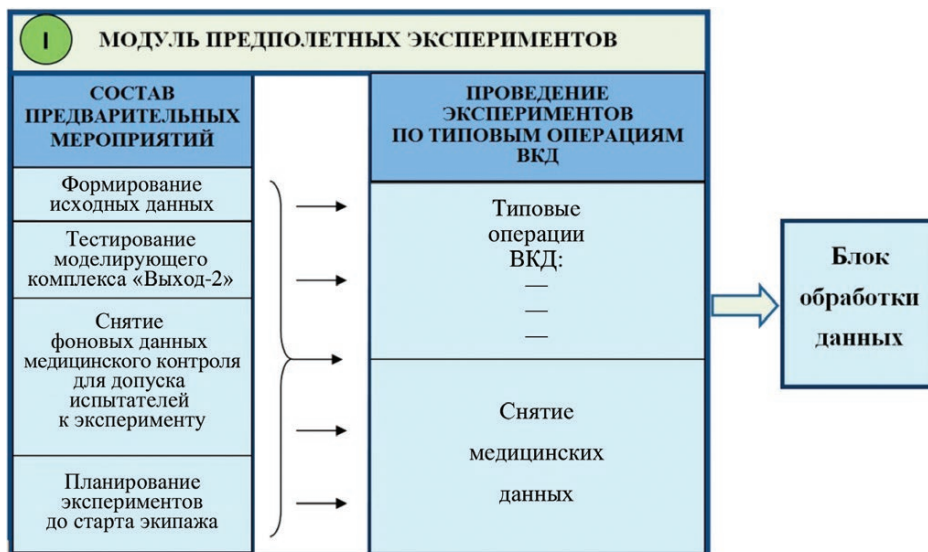 I
МОДУЛЬ ПРЕДПОЛЕТНЫХ ЭКСПЕРИМЕНТОВ
СОСТАВ
ПРЕДВАРИТЕЛЬНЫХ
МЕРОПРИЯТИЙ
Формирование
исходных данных
Тестирование
моделирующего
комплекса «Выход-2»
Снятие
фоновых данных
медицинского контроля
для допуска
испытателей
к эксперименту
Планирование
экспериментов
до старта экипажа
ПРОВЕДЕНИЕ
ЭКСПЕРИМЕНТОВ
ПО ТИПОВЫМ ОПЕРАЦИЯМ
ВКД
Типовые
операции
ВКД:
—
—
—
Снятие
медицинских
данных
Блок
обработки
данных